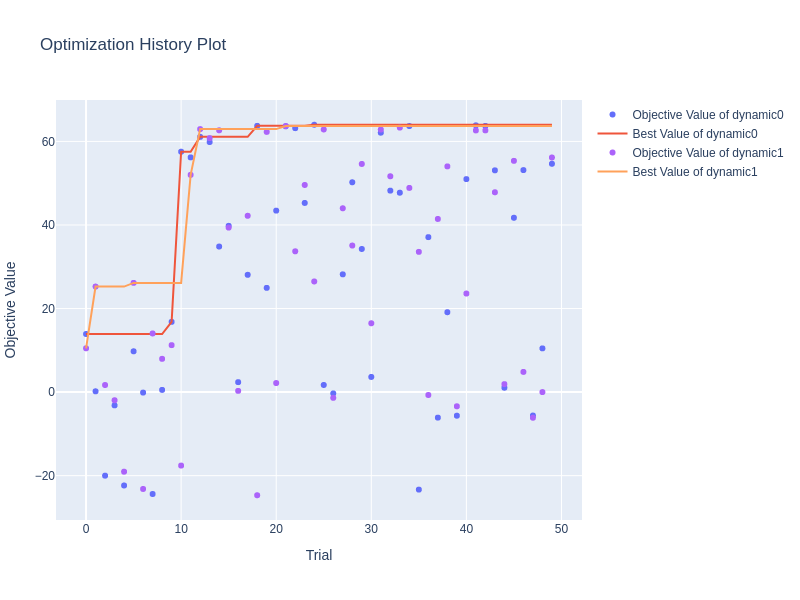 Optimization History Plot
Objective Value of dynamic0
Best Value of dynamic0
Objective Value of dynamic1
Best Value of dynamic1
60
40
20
0
−20
Objective Value
0 10 20 30 40 50
Trial